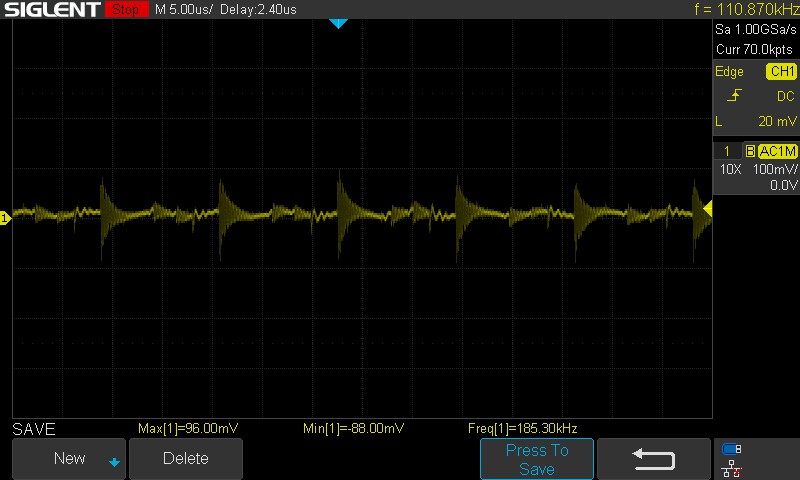 SIGLENT Stop M 5.00us/ Delay:2.40us f = 110.870kHz
Sa 1.00GSa/s
Curr 70.0kpts
Edge CH1
DC
L 20 mV
1 B AC1M
10X 100mV/
0.0V
1
SAVE Max[1]=96.00mV Min[1]=-88.00mV Freq[1]=185.30kHz
New Delete Press To
Save